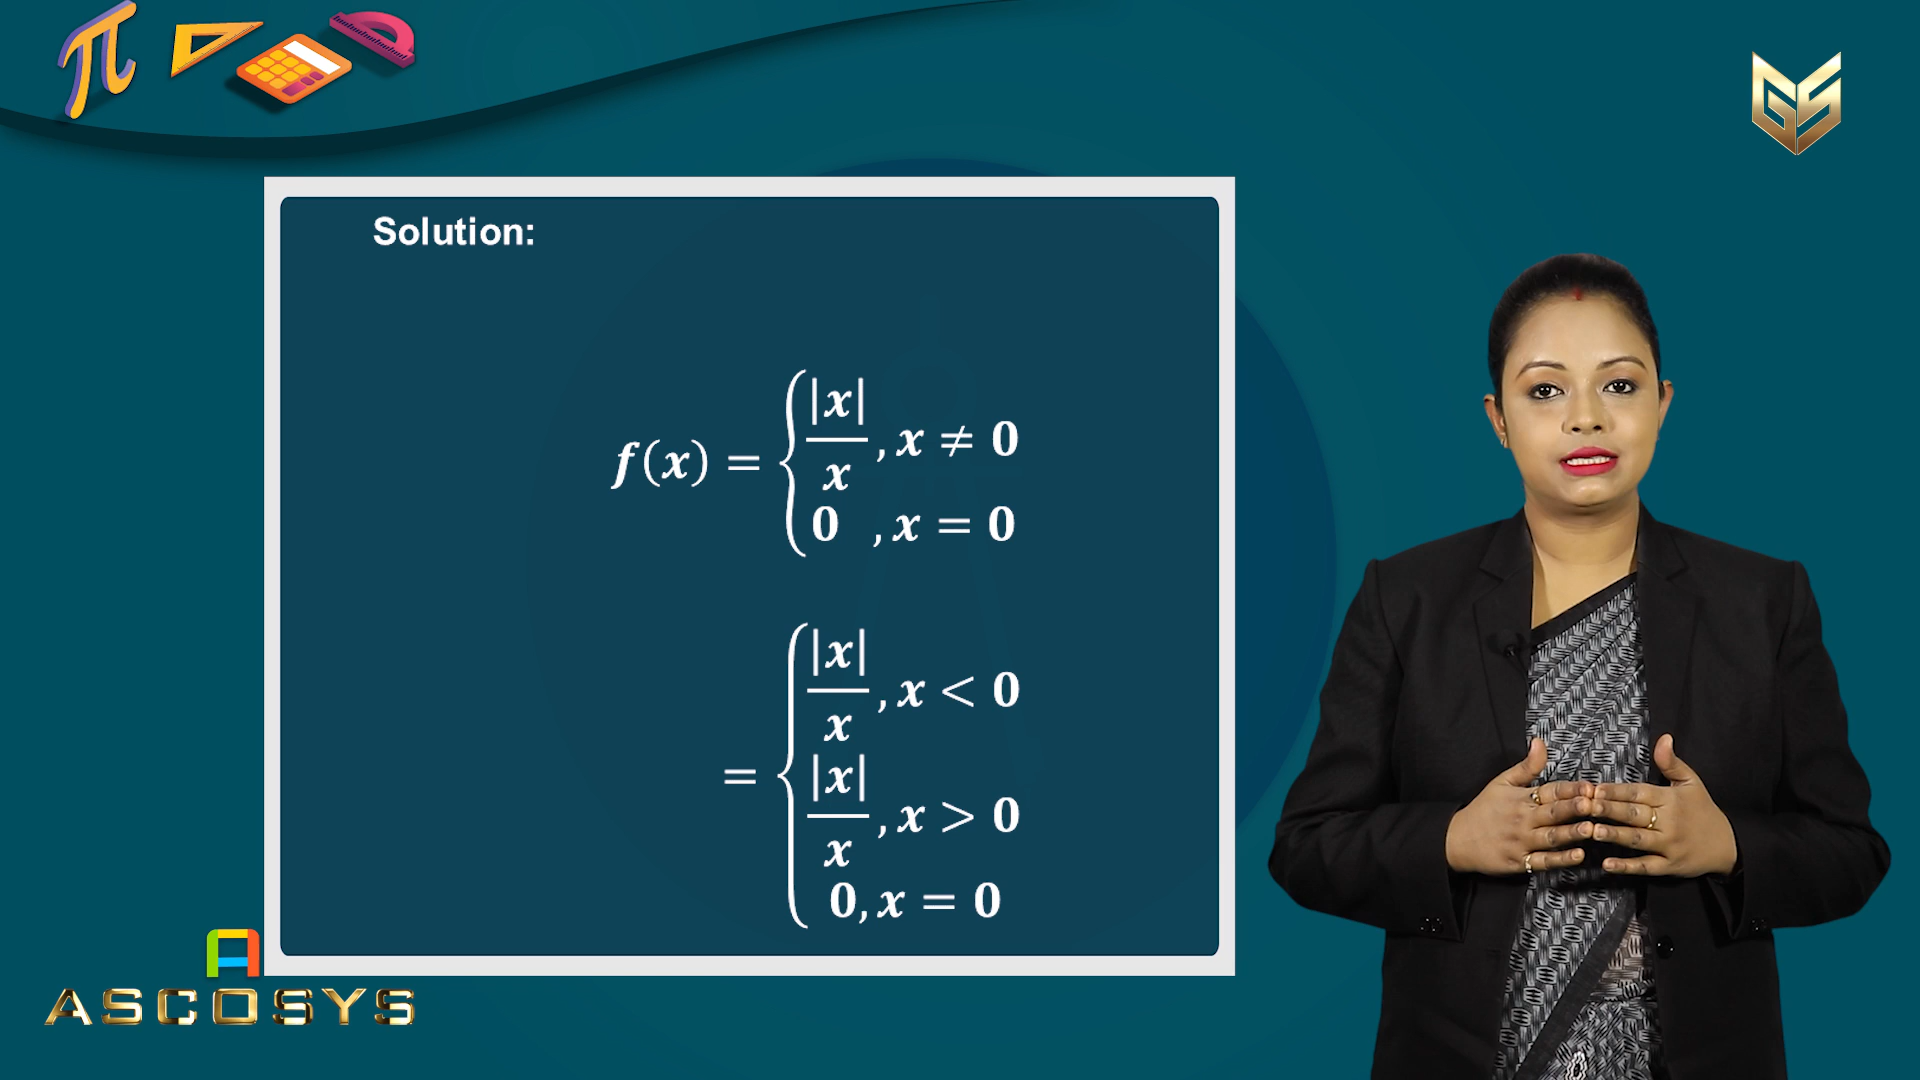 Solution:
f(x) = { |x|/x , x ≠ 0
0 , x = 0
= { |x|/x , x < 0
|x|/x , x > 0
0, x = 0
ASCOSYS